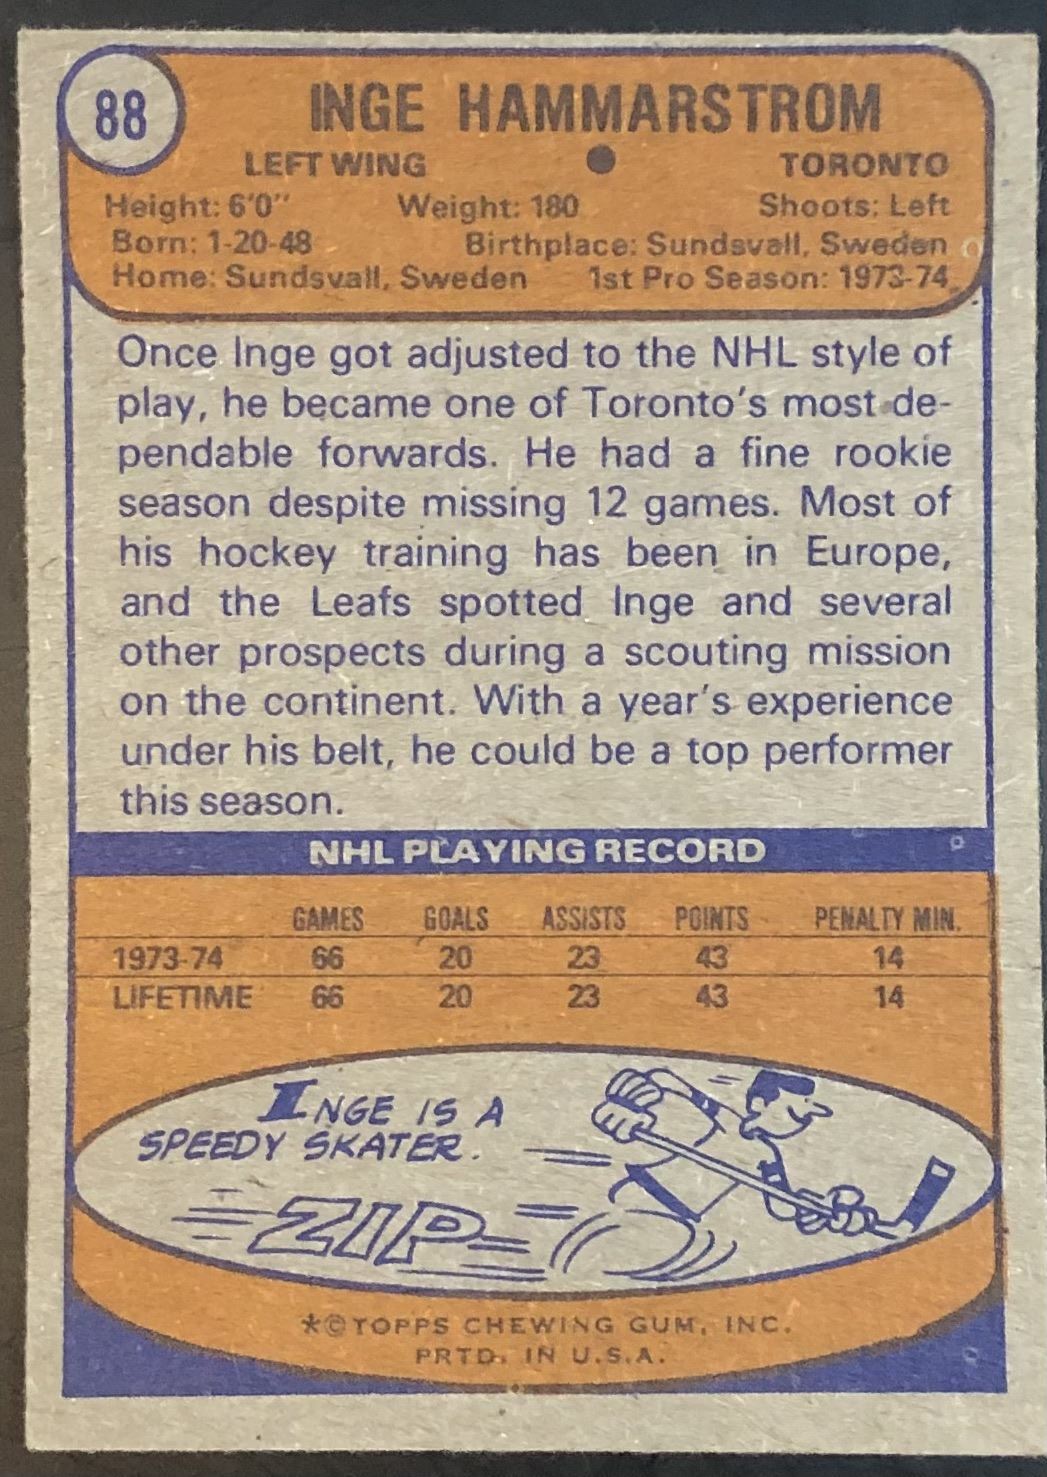 88
INGE HAMMARSTROM
LEFT WING ● TORONTO
Height: 6'0" Weight: 180 Shoots: Left
Born: 1-20-48 Birthplace: Sundsvall, Sweden
Home: Sundsvall, Sweden 1st Pro Season: 1973-74
Once Inge got adjusted to the NHL style of
play, he became one of Toronto's most de-
pendable forwards. He had a fine rookie
season despite missing 12 games. Most of
his hockey training has been in Europe,
and the Leafs spotted Inge and several
other prospects during a scouting mission
on the continent. With a year's experience
under his belt, he could be a top performer
this season.
NHL PLAYING RECORD
GAMES GOALS ASSISTS POINTS PENALTY MIN.
1973-74 66 20 23 43 14
LIFETIME 66 20 23 43 14
INGE IS A
SPEEDY SKATER.
ZIP
*©TOPPS CHEWING GUM, INC.
PRTD. IN U.S.A.